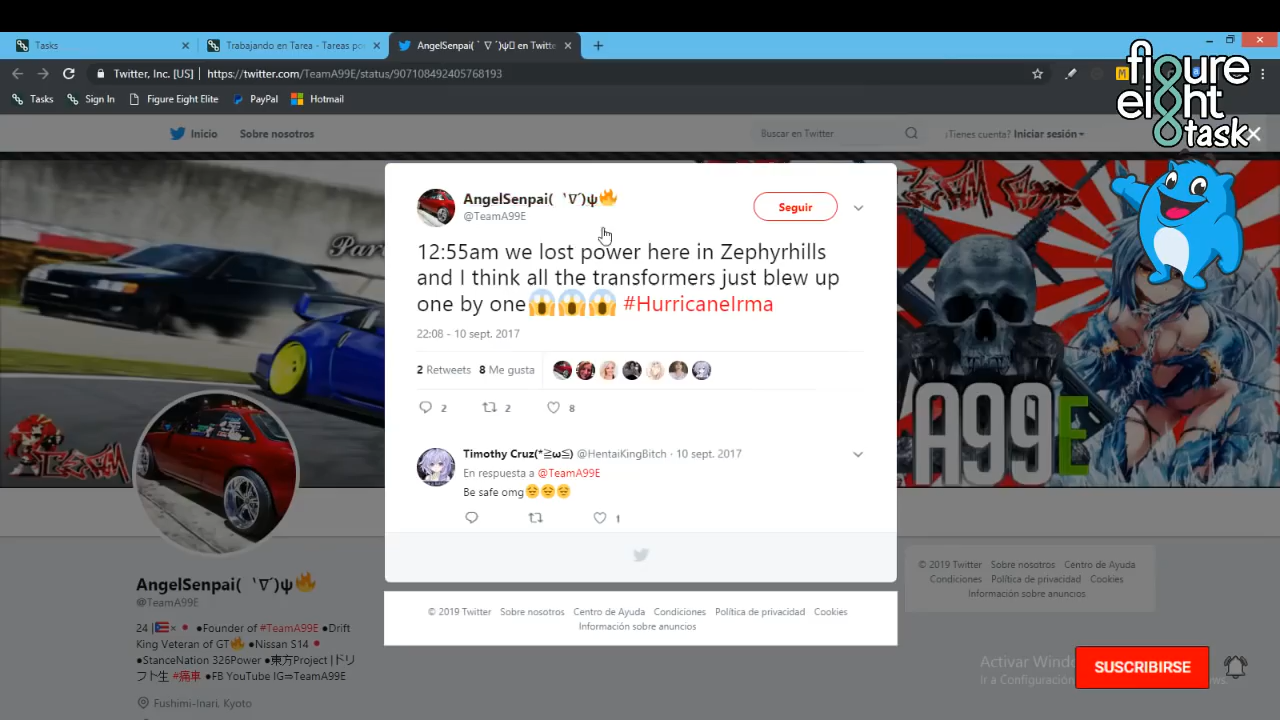 Tasks
Trabajando en Tarea - Tareas po
AngelSenpai(｀∇´)ψ en Twitte
Twitter, Inc. [US] https://twitter.com/TeamA99E/status/907108492405768193
Tasks Sign In Figure Eight Elite PayPal Hotmail
figure
eight
task
Inicio Sobre nosotros Buscar en Twitter ¿Tienes cuenta? Iniciar sesión
AngelSenpai(｀∇´)ψ🔥
@TeamA99E
Seguir
12:55am we lost power here in Zephyrhills
and I think all the transformers just blew up
one by one😱😱😱 #HurricaneIrma
22:08 - 10 sept. 2017
2 Retweets 8 Me gusta
2 2 8
Timothy Cruz(*≧ω≦) @HentaiKingBitch · 10 sept. 2017
En respuesta a @TeamA99E
Be safe omg😖😖😖
1
A99E
AngelSenpai(｀∇´)ψ🔥
@TeamA99E
24 |🇵🇷× 🇯🇵 ●Founder of #TeamA99E ●Drift
King Veteran of GT🔥 ●Nissan S14
●StanceNation 326Power ●東方Project |ドリ
フト生 #痛車 ●FB YouTube IG⇒TeamA99E
Fushimi-Inari, Kyoto
© 2019 Twitter Sobre nosotros Centro de Ayuda Condiciones Política de privacidad Cookies
Información sobre anuncios
© 2019 Twitter Sobre nosotros Centro de Ayuda
Condiciones Política de privacidad Cookies
Información sobre anuncios
Activar Wind
Ir a Configuración
SUSCRIBIRSE